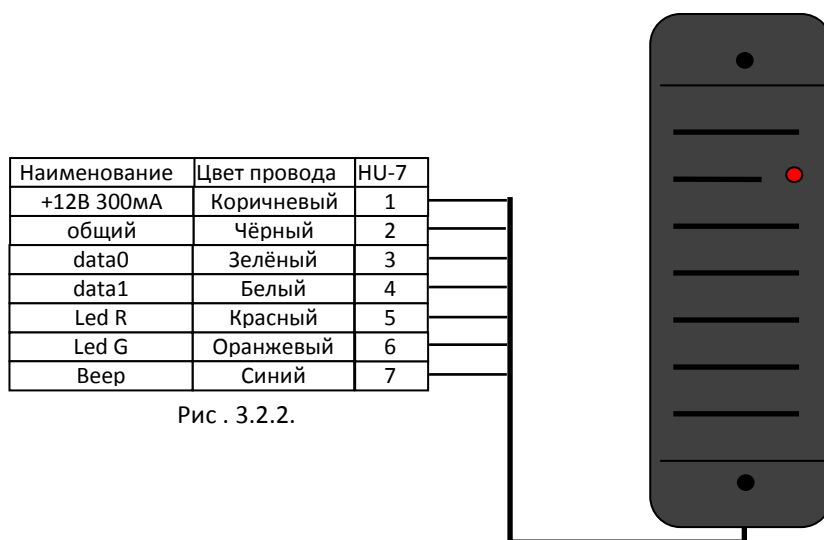 Наименование Цвет провода HU-7
+12В 300мА Коричневый 1
общий Чёрный 2
data0 Зелёный 3
data1 Белый 4
Led R Красный 5
Led G Оранжевый 6
Beep Синий 7
Рис . 3.2.2.